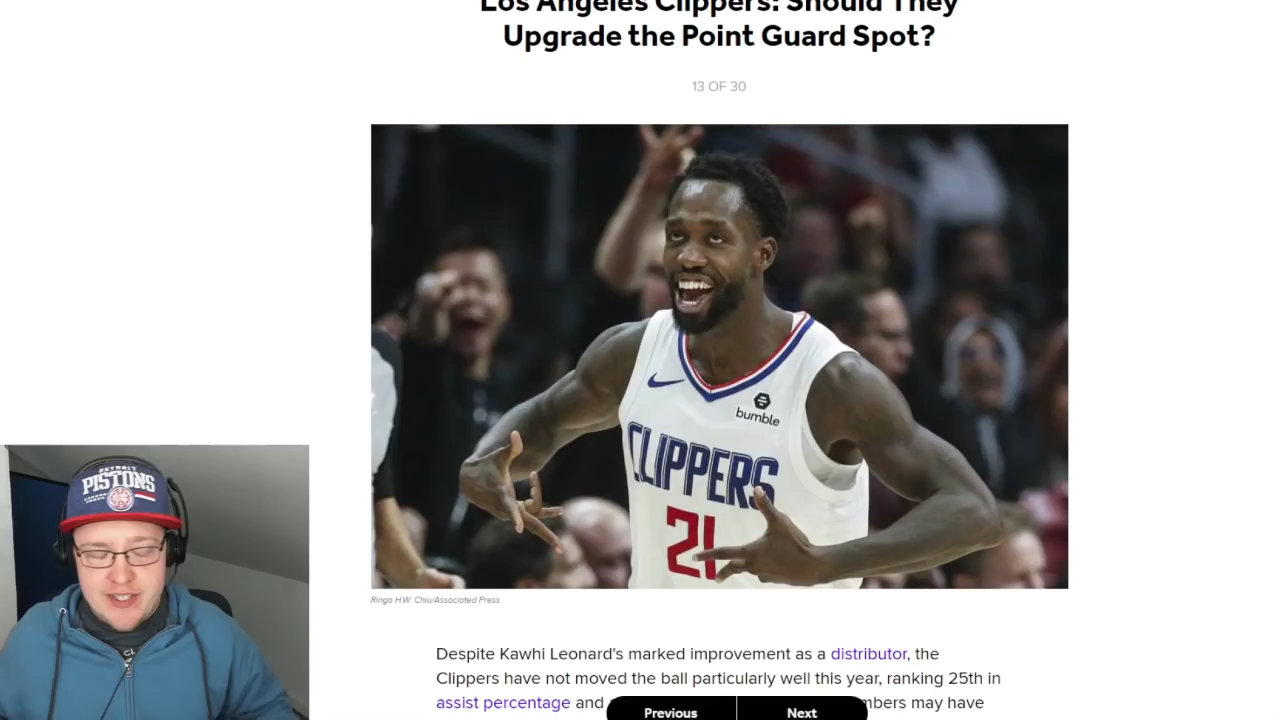 Los Angeles Clippers: Should They
Upgrade the Point Guard Spot?
13 OF 30
bumble
CLIPPERS
21
Ringo H.W. Chiu/Associated Press
DETROIT
PISTONS
Despite Kawhi Leonard's marked improvement as a distributor, the
Clippers have not moved the ball particularly well this year, ranking 25th in
assist percentage and mbers may have
Previous
Next